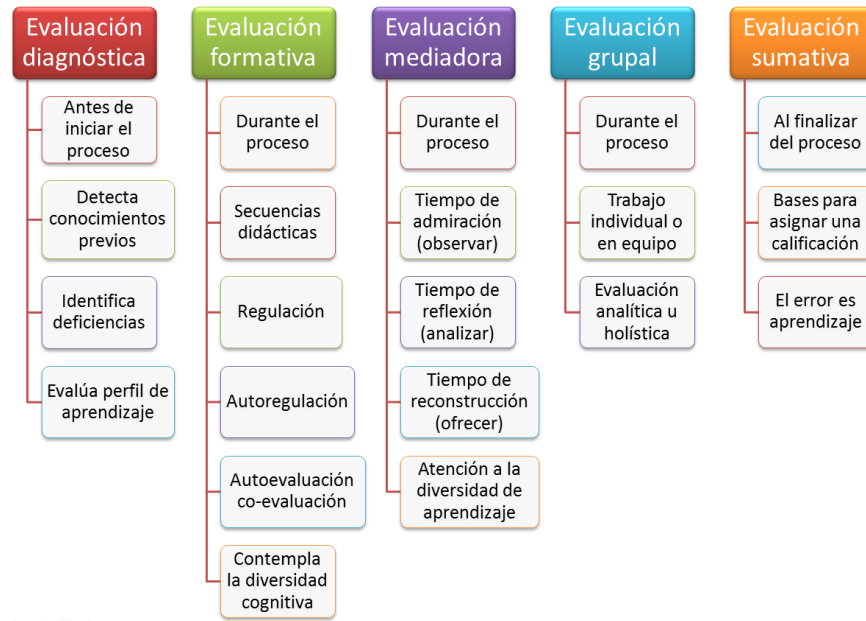 Evaluación
diagnóstica
Antes de
iniciar el
proceso
Detecta
conocimientos
previos
Identifica
deficiencias
Evalúa perfil de
aprendizaje
Evaluación
formativa
Durante el
proceso
Secuencias
didácticas
Regulación
Autoregulación
Autoevaluación
co-evaluación
Contempla
la diversidad
cognitiva
Evaluación
mediadora
Durante el
proceso
Tiempo de
admiración
(observar)
Tiempo de
reflexión
(analizar)
Tiempo de
reconstrucción
(ofrecer)
Atención a la
diversidad de
aprendizaje
Evaluación
grupal
Durante el
proceso
Trabajo
individual o
en equipo
Evaluación
analítica u
holística
Evaluación
sumativa
Al finalizar
del proceso
Bases para
asignar una
calificación
El error es
aprendizaje